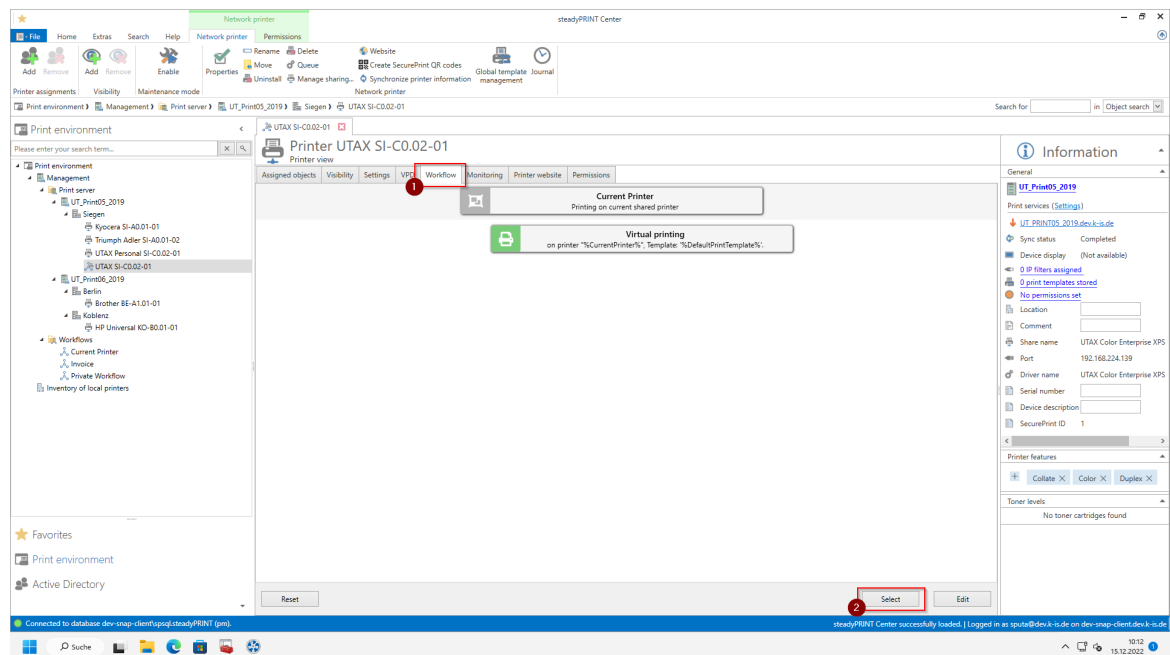 Network printer
steadyPRINT Center
File Home Extras Search Help Network printer Permissions
Add Remove Add Remove Enable Properties
Rename Delete Website
Move Queue Create SecurePrint QR codes
Uninstall Manage sharing... Synchronize printer information
Global template management Journal
Printer assignments Visibility Maintenance mode Network printer
Print environment Management Print server UT_Print05_2019 Siegen UTAX SI-C0.02-01
Search for in Object search
Print environment
Please enter your search term...
Print environment
Management
Print server
UT_Print05_2019
Siegen
Kyocera SI-A0.01-01
Triumph Adler SI-A0.01-02
UTAX Personal SI-C0.02-01
UTAX SI-C0.02-01
UT_Print06_2019
Berlin
Brother BE-A1.01-01
Koblenz
HP Universal KO-B0.01-01
Workflows
Current Printer
Invoice
Private Workflow
Inventory of local printers
Favorites
Print environment
Active Directory
UTAX SI-C0.02-01
Printer UTAX SI-C0.02-01
Printer view
Assigned objects Visibility Settings VPD Workflow Monitoring Printer website Permissions
1
Current Printer
Printing on current shared printer
Virtual printing
on printer "%CurrentPrinter%", Template: '%DefaultPrintTemplate%'.
Reset
2
Select
Edit
Information
General
UT_Print05_2019
Print services (Settings)
UT_PRINT05_2019.dev.k-is.de
Sync status Completed
Device display (Not available)
0 IP filters assigned
0 print templates stored
No permissions set
Location
Comment
Share name UTAX Color Enterprise XPS
Port 192.168.224.139
Driver name UTAX Color Enterprise XPS
Serial number
Device description
SecurePrint ID 1
Printer features
Collate Color Duplex
Toner levels
No toner cartridges found
Connected to database dev-snap-client\spsql.steadyPRINT (pm).
steadyPRINT Center successfully loaded. | Logged in as sputa@dev.k-is.de on dev-snap-client.dev.k-is.de
Suche
10:12
15.12.2022
1